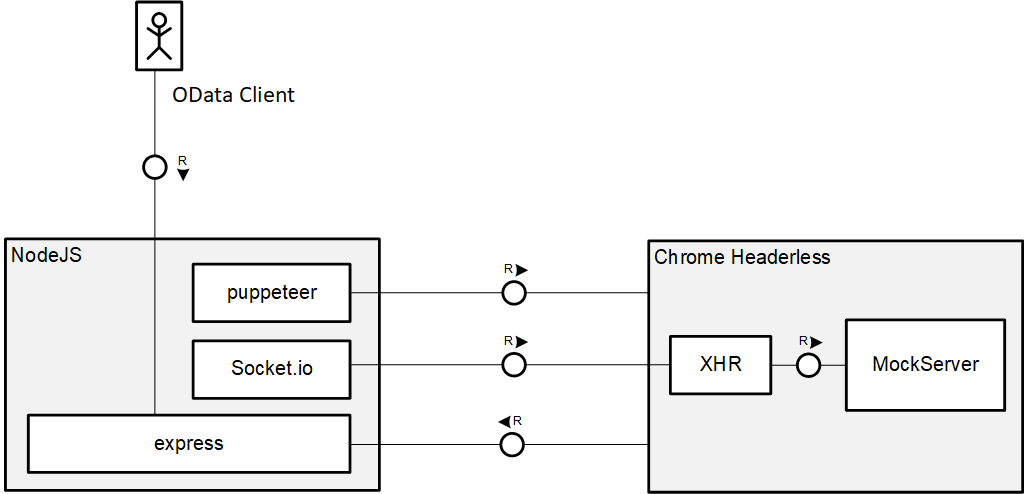 OData Client
R
NodeJS
Chrome Headerless
puppeteer
R
Socket.io
R
XHR
R
MockServer
express
R